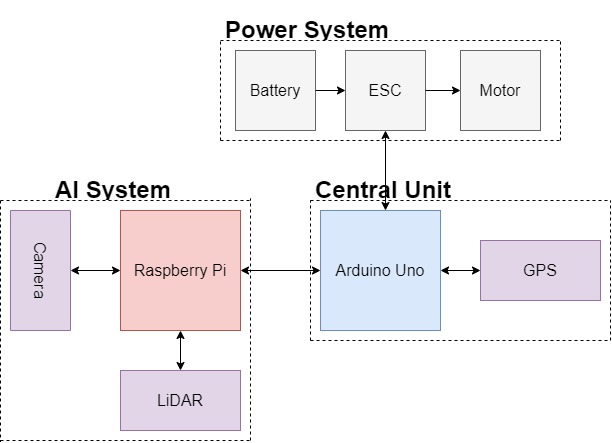 Power System
Battery
ESC
Motor
AI System
Central Unit
Camera
Raspberry Pi
Arduino Uno
GPS
LiDAR